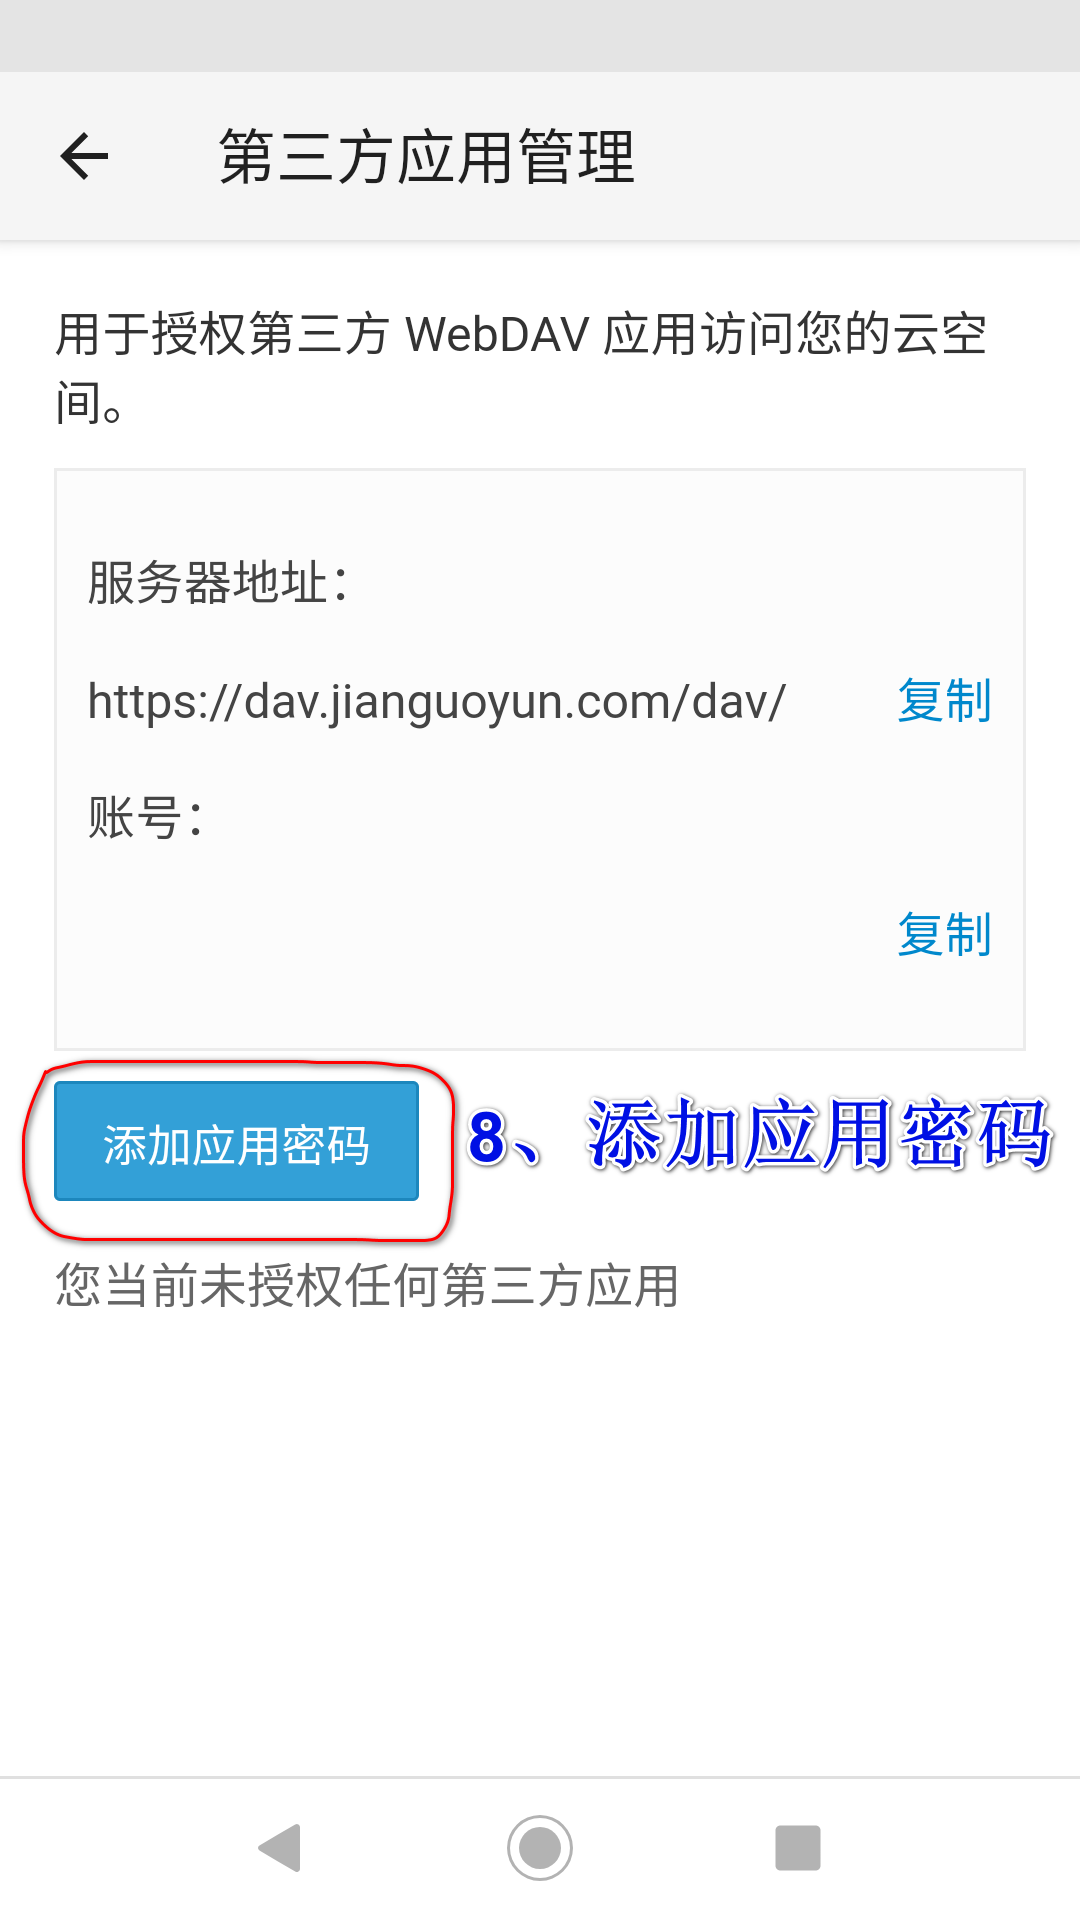 第三方应用管理
用于授权第三方 WebDAV 应用访问您的云空
间。
服务器地址：
https://dav.jianguoyun.com/dav/ 复制
账号：
复制
添加应用密码 8、添加应用密码
您当前未授权任何第三方应用